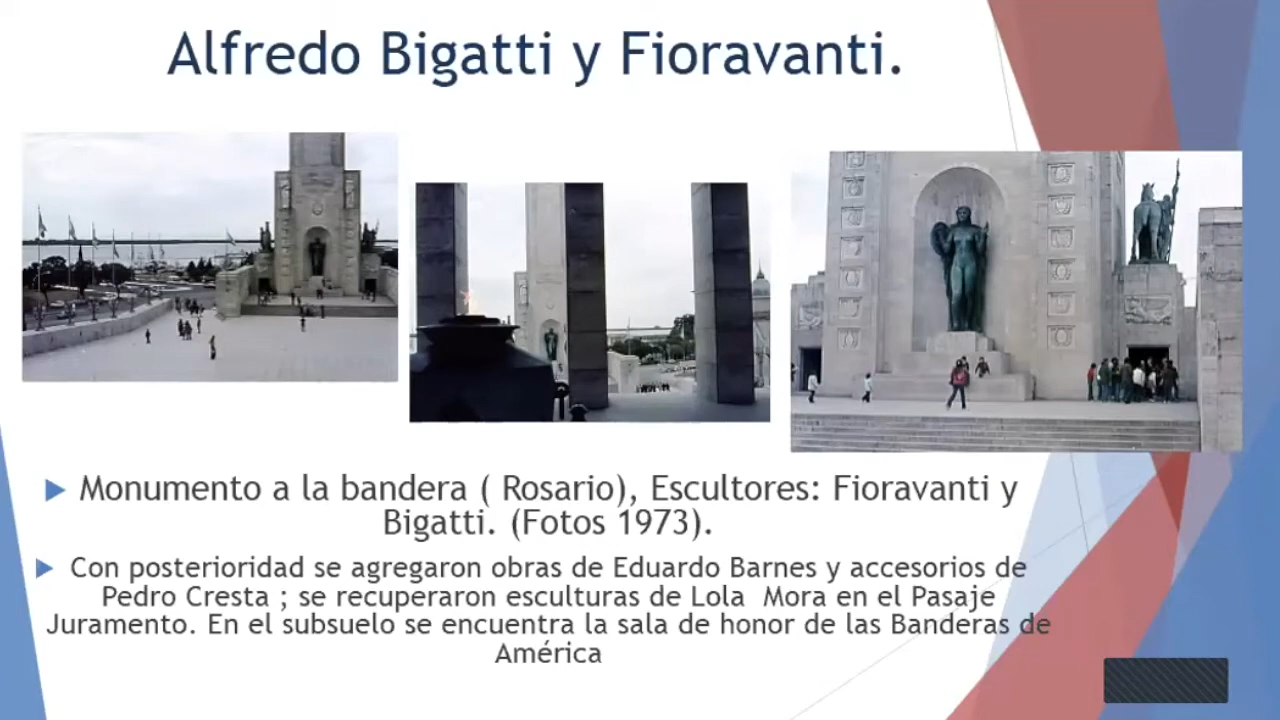 Alfredo Bigatti y Fioravanti.
Monumento a la bandera ( Rosario), Escultores: Fioravanti y
Bigatti. (Fotos 1973).
Con posterioridad se agregaron obras de Eduardo Barnes y accesorios de
Pedro Cresta ; se recuperaron esculturas de Lola Mora en el Pasaje
Juramento. En el subsuelo se encuentra la sala de honor de las Banderas de
América